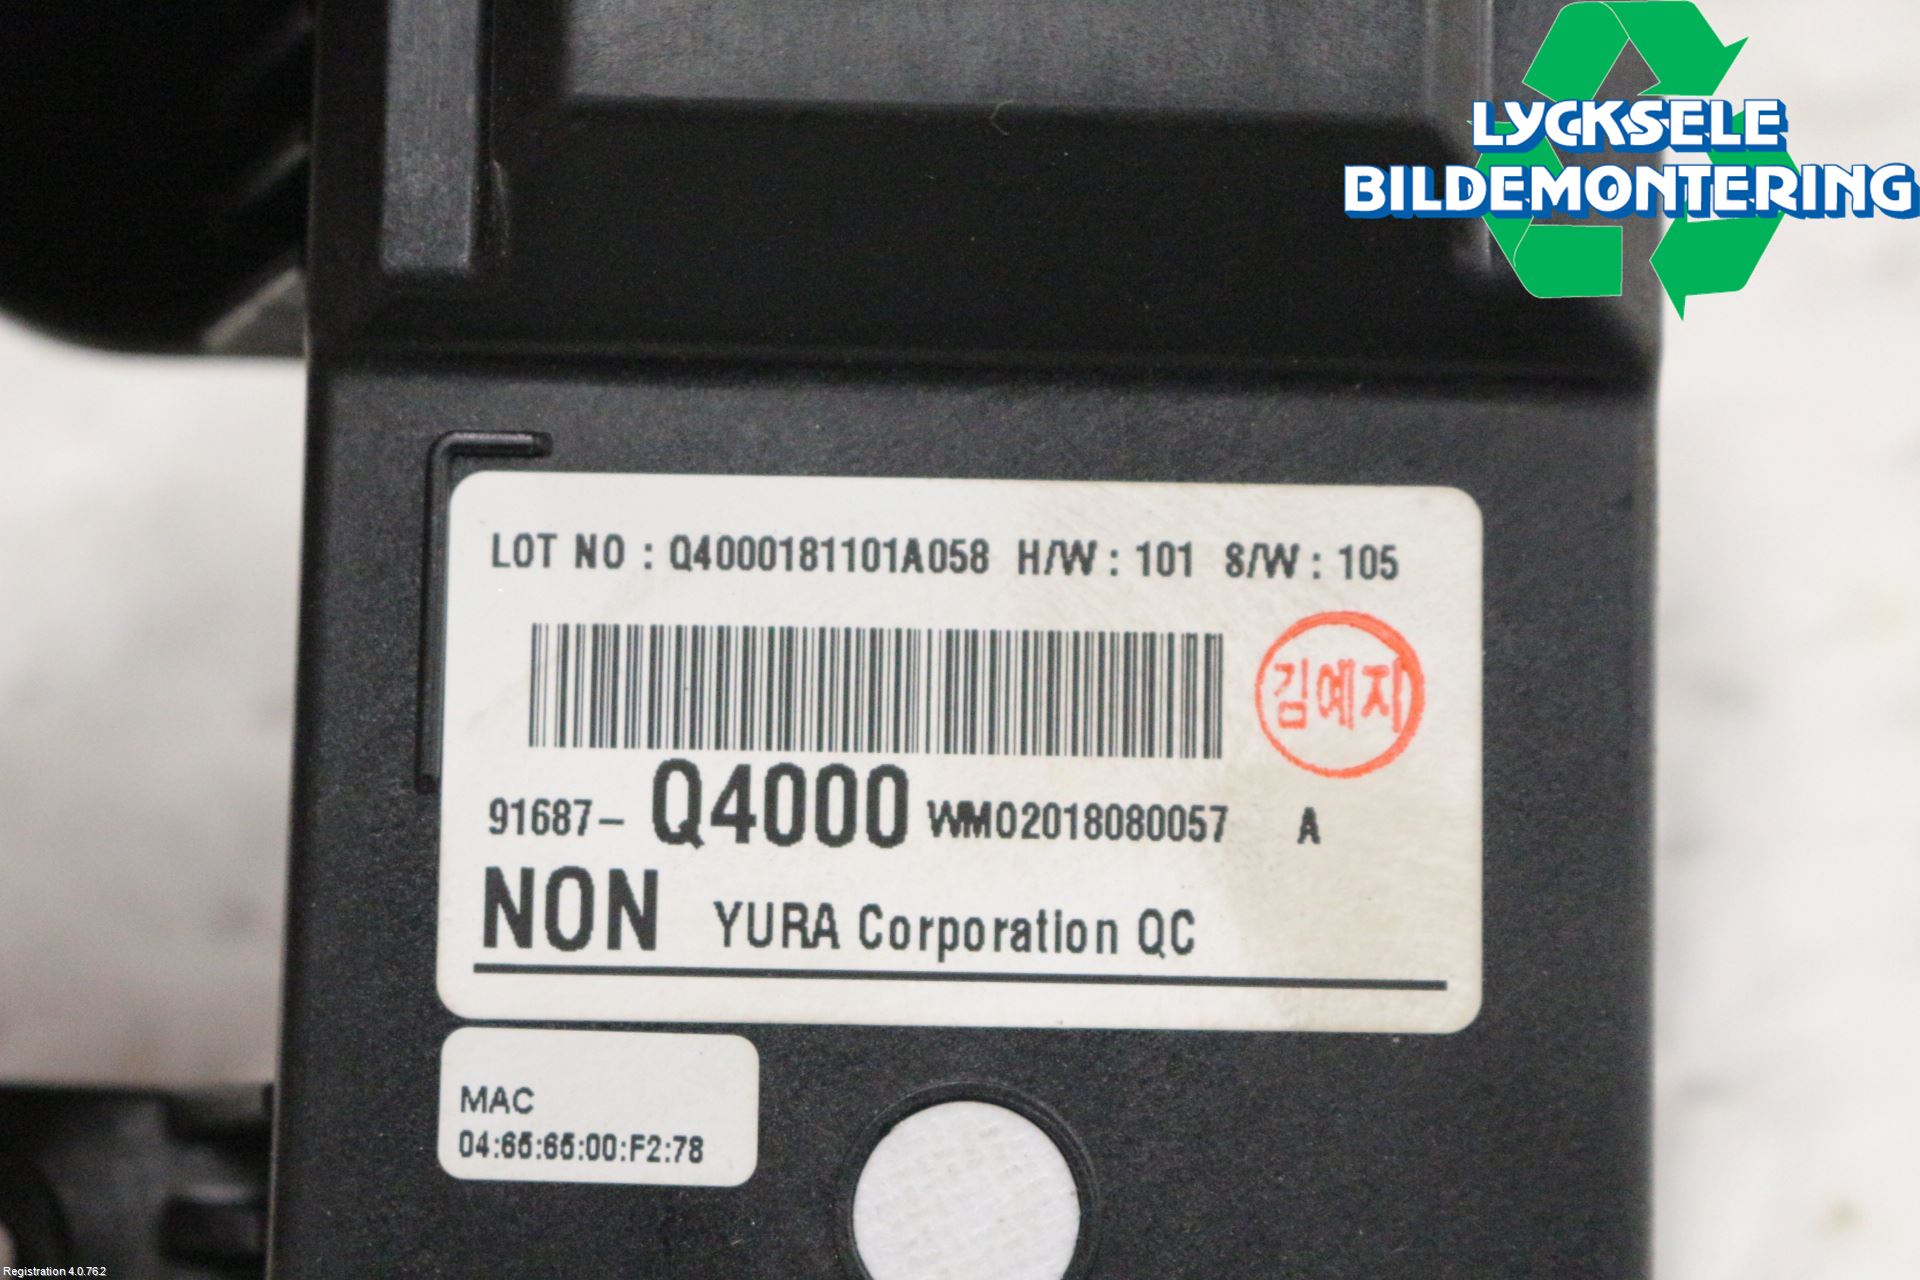 LYCKSELE
BILDEMONTERING
LOT NO : Q4000181101A058 H/W : 101 S/W : 105
김예지
91687- Q4000 WMO2018080057 A
NON YURA Corporation QC
MAC
04:65:65:00:F2:78
Registration 4.0.76.2